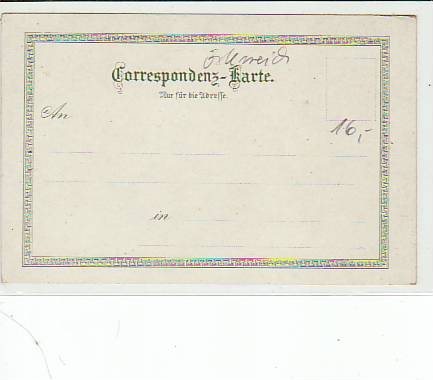 Correspondenz-Karte.
Nur für die Adresse.
An
16,-
in